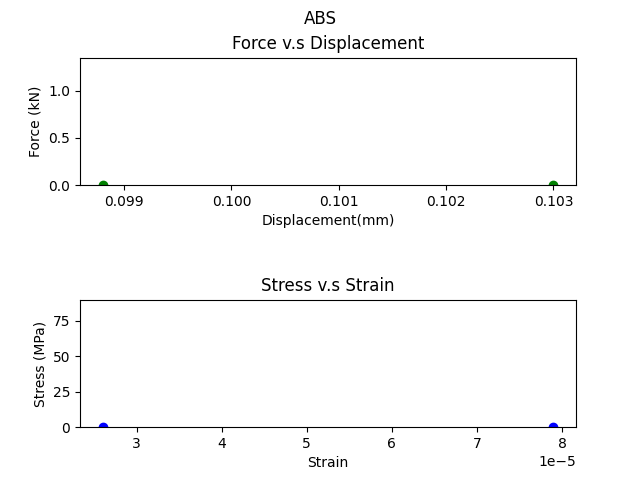 ABS
Force v.s Displacement
Force (kN)
1.0
0.5
0.0
0.099 0.100 0.101 0.102 0.103
Displacement(mm)
Stress v.s Strain
Stress (MPa)
75
50
25
0
3 4 5 6 7 8
1e−5
Strain